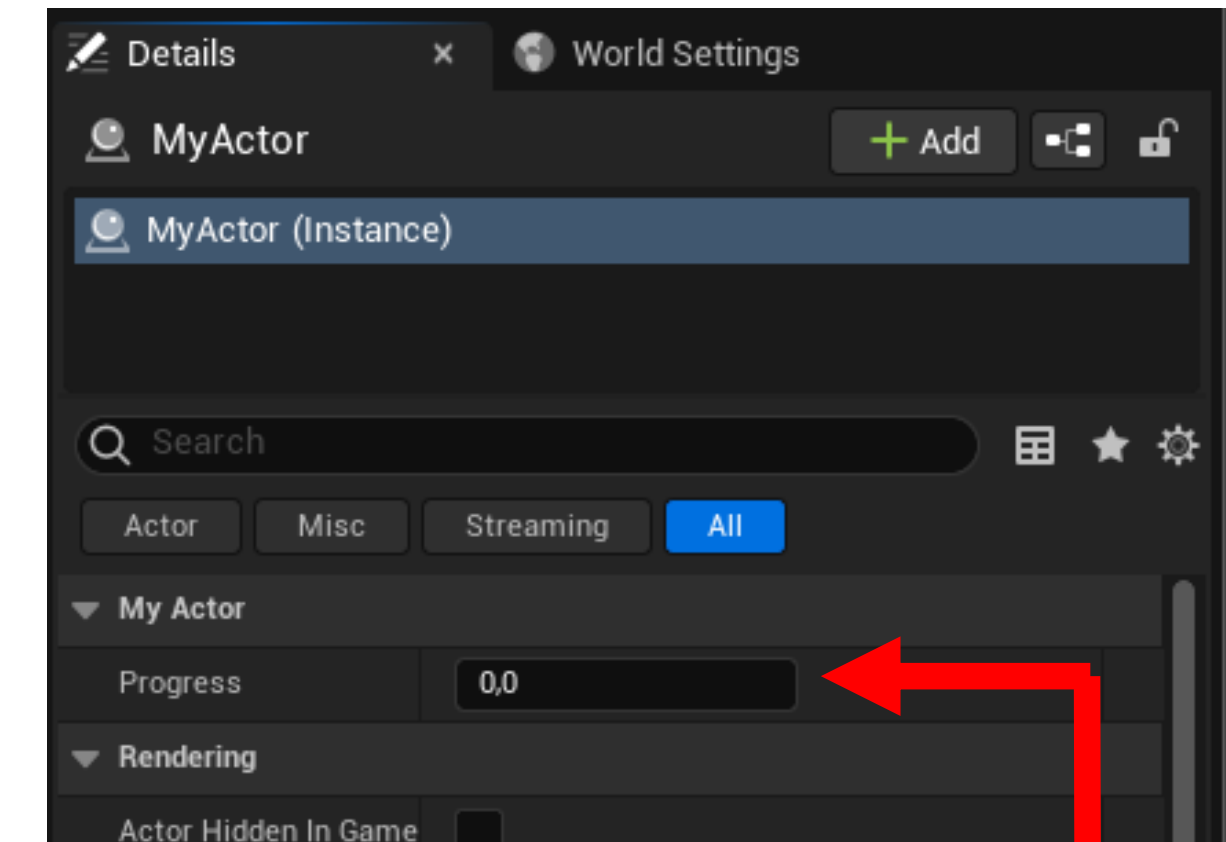 Details × World Settings
MyActor + Add
MyActor (Instance)
Search
Actor Misc Streaming All
My Actor
Progress 0,0
Rendering
Actor Hidden In Game